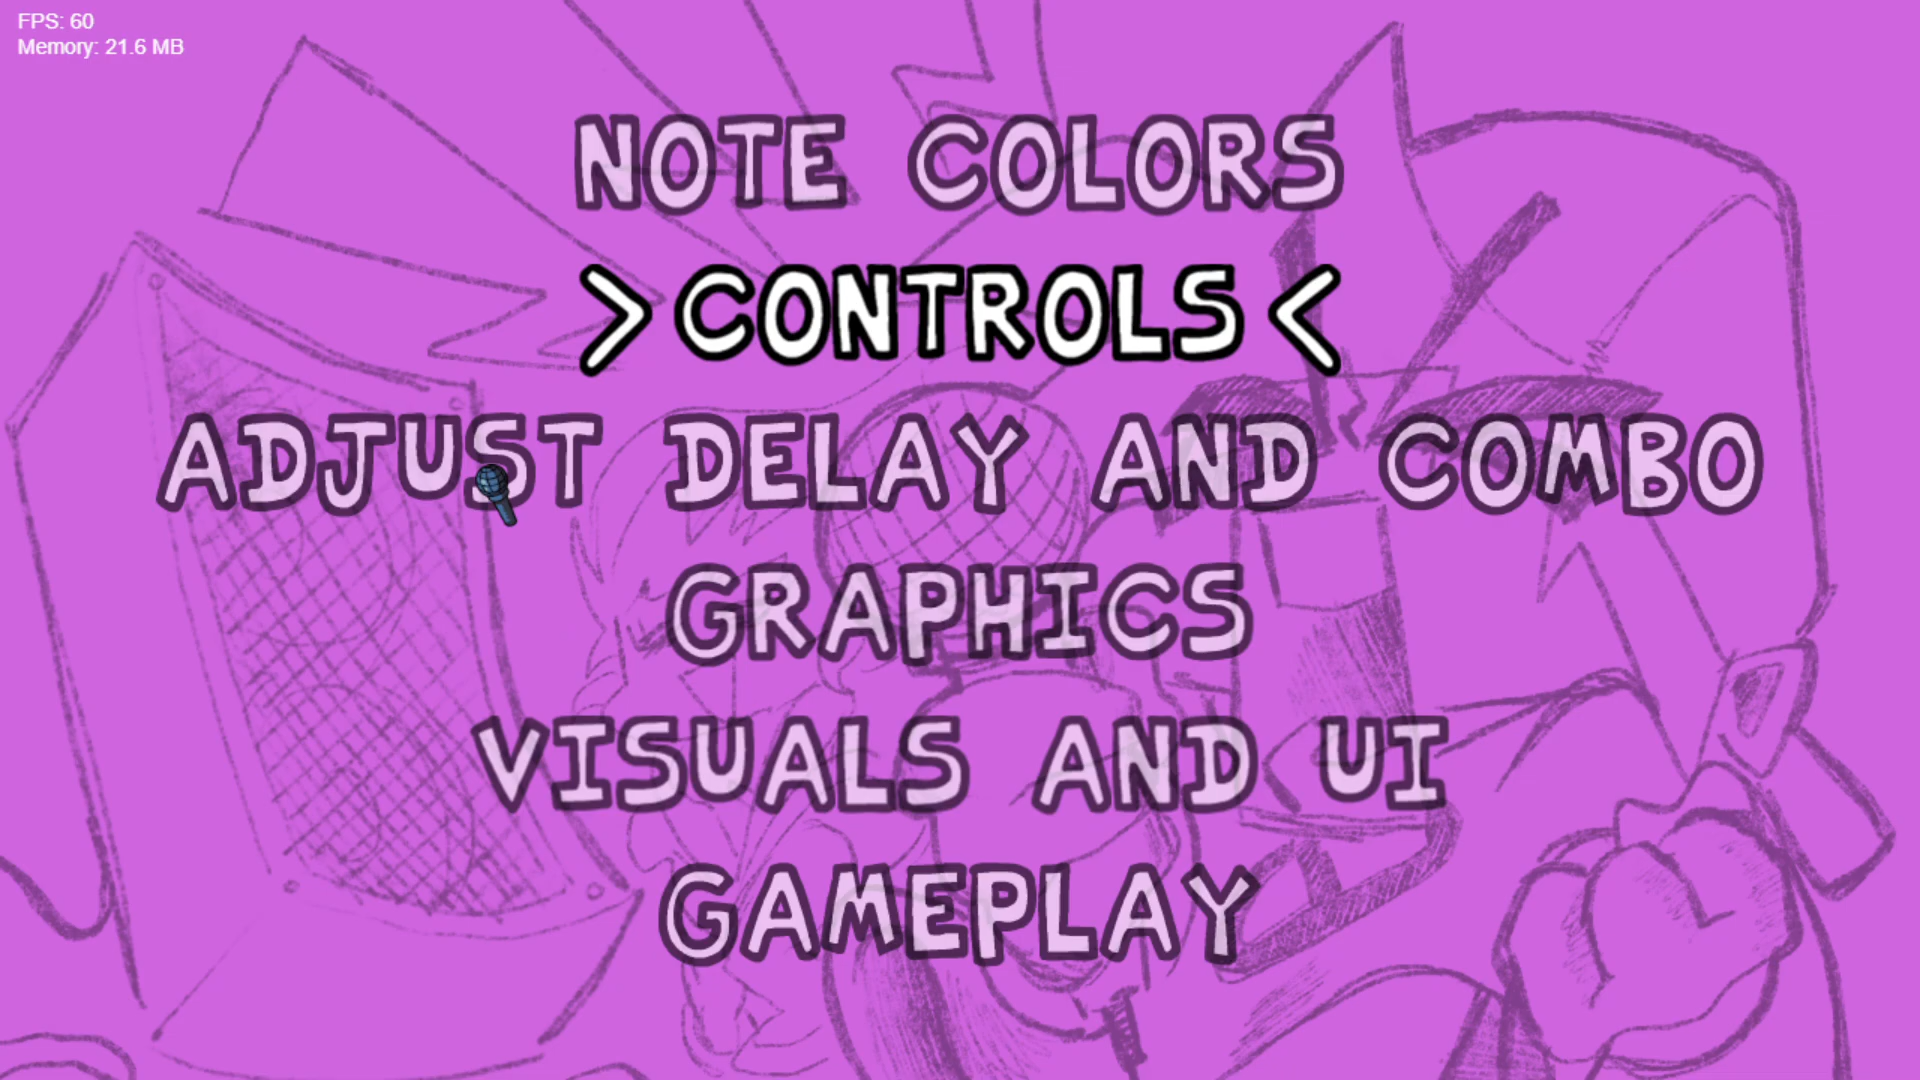 FPS: 60
Memory: 21.6 MB
NOTE COLORS
>CONTROLS<
ADJUST DELAY AND COMBO
GRAPHICS
VISUALS AND UI
GAMEPLAY